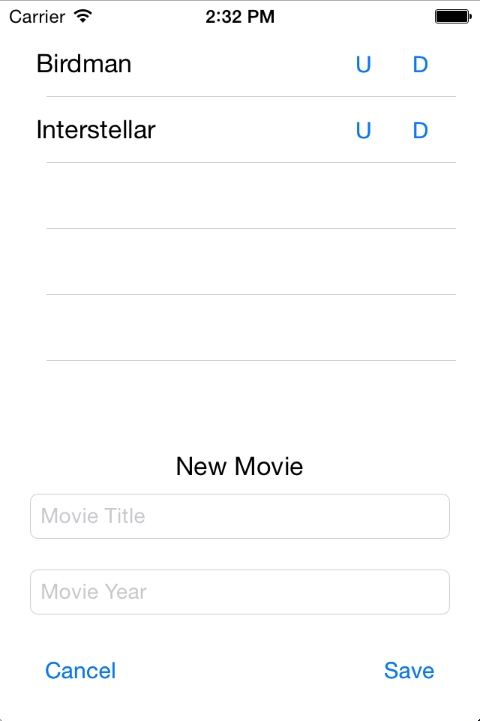 Carrier 2:32 PM
Birdman U D
Interstellar U D
New Movie
Movie Title
Movie Year
Cancel Save